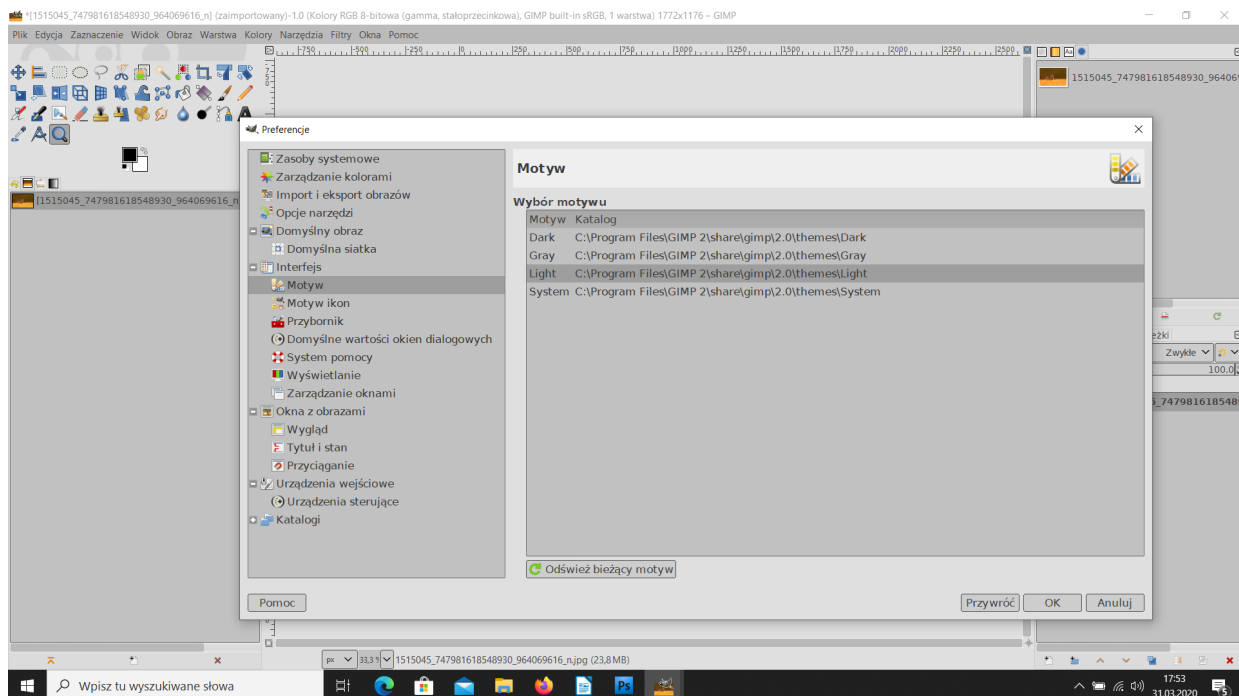 *[1515045_747981618548930_964069616_n] (zaimportowany)-1.0 (Kolory RGB 8-bitowa (gamma, stałoprzecinkowa), GIMP built-in sRGB, 1 warstwa) 1772x1176 – GIMP
Plik Edycja Zaznaczenie Widok Obraz Warstwa Kolory Narzędzia Filtry Okna Pomoc
1515045_747981618548930_96406
[1515045_747981618548930_964069616_n
Preferencje
Zasoby systemowe
Zarządzanie kolorami
Import i eksport obrazów
Opcje narzędzi
Domyślny obraz
Domyślna siatka
Interfejs
Motyw
Motyw ikon
Przybornik
Domyślne wartości okien dialogowych
System pomocy
Wyświetlanie
Zarządzanie oknami
Okna z obrazami
Wygląd
Tytuł i stan
Przyciąganie
Urządzenia wejściowe
Urządzenia sterujące
Katalogi
Motyw
Wybór motywu
Motyw Katalog
Dark C:\Program Files\GIMP 2\share\gimp\2.0\themes\Dark
Gray C:\Program Files\GIMP 2\share\gimp\2.0\themes\Gray
Light C:\Program Files\GIMP 2\share\gimp\2.0\themes\Light
System C:\Program Files\GIMP 2\share\gimp\2.0\themes\System
Odśwież bieżący motyw
Pomoc Przywróć OK Anuluj
Zwykłe
100,0
_74798161854
px 33,3 % 1515045_747981618548930_964069616_n.jpg (23,8 MB)
Wpisz tu wyszukiwane słowa
Ps
17:53
31.03.2020